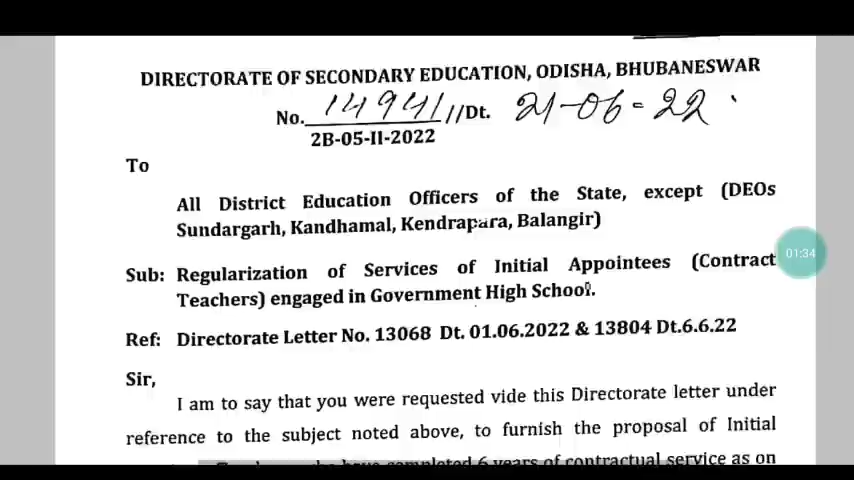 DIRECTORATE OF SECONDARY EDUCATION, ODISHA, BHUBANESWAR
No. 14941 //Dt. 21-06-22
2B-05-II-2022
To
All District Education Officers of the State, except (DEOs
Sundargarh, Kandhamal, Kendrapara, Balangir)
01:34
Sub: Regularization of Services of Initial Appointees (Contract
Teachers) engaged in Government High School.
Ref: Directorate Letter No. 13068 Dt. 01.06.2022 & 13804 Dt.6.6.22
Sir,
I am to say that you were requested vide this Directorate letter under
reference to the subject noted above, to furnish the proposal of Initial
have completed 6 years of contractual service as on